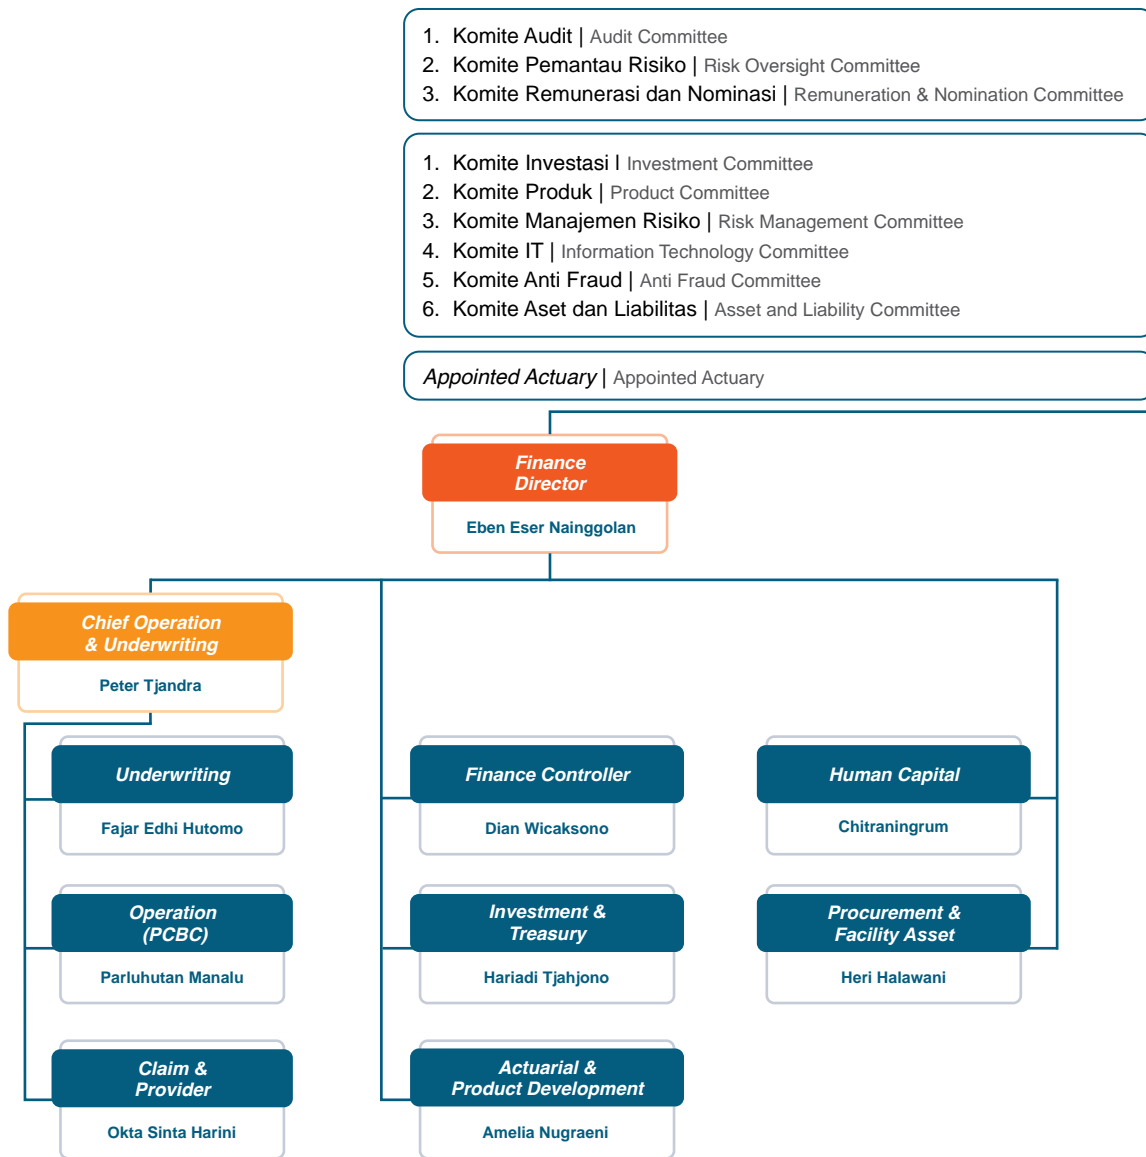 1. Komite Audit | Audit Committee
2. Komite Pemantau Risiko | Risk Oversight Committee
3. Komite Remunerasi dan Nominasi | Remuneration & Nomination Committee
1. Komite Investasi I Investment Committee
2. Komite Produk | Product Committee
3. Komite Manajemen Risiko | Risk Management Committee
4. Komite IT | Information Technology Committee
5. Komite Anti Fraud | Anti Fraud Committee
6. Komite Aset dan Liabilitas | Asset and Liability Committee
Appointed Actuary | Appointed Actuary
Finance
Director
Eben Eser Nainggolan
Chief Operation
& Underwriting
Peter Tjandra
Underwriting
Fajar Edhi Hutomo
Finance Controller
Dian Wicaksono
Human Capital
Chitraningrum
Operation
(PCBC)
Parluhutan Manalu
Investment &
Treasury
Hariadi Tjahjono
Procurement &
Facility Asset
Heri Halawani
Claim &
Provider
Okta Sinta Harini
Actuarial &
Product Development
Amelia Nugraeni